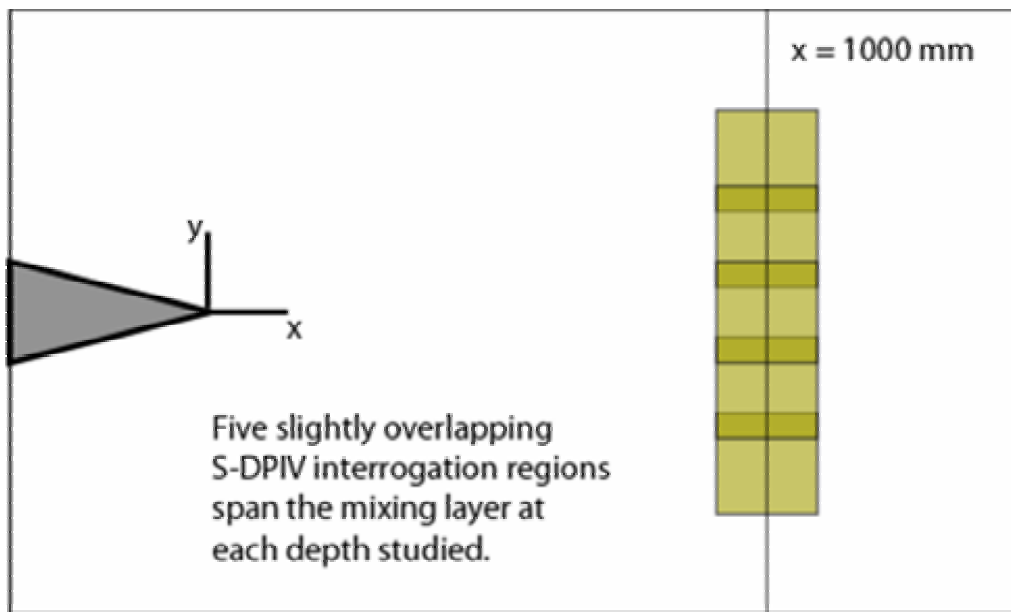 x = 1000 mm
y
x
Five slightly overlapping
S-DPIV interrogation regions
span the mixing layer at
each depth studied.